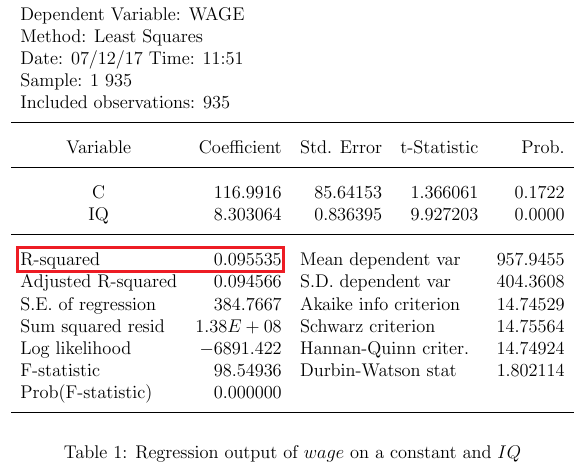 Dependent Variable: WAGE
Method: Least Squares
Date: 07/12/17 Time: 11:51
Sample: 1 935
Included observations: 935
Variable Coefficient Std. Error t-Statistic Prob.
C 116.9916 85.64153 1.366061 0.1722
IQ 8.303064 0.836395 9.927203 0.0000
R-squared 0.095535 Mean dependent var 957.9455
Adjusted R-squared 0.094566 S.D. dependent var 404.3608
S.E. of regression 384.7667 Akaike info criterion 14.74529
Sum squared resid 1.38E + 08 Schwarz criterion 14.75564
Log likelihood −6891.422 Hannan-Quinn criter. 14.74924
F-statistic 98.54936 Durbin-Watson stat 1.802114
Prob(F-statistic) 0.000000
Table 1: Regression output of wage on a constant and IQ